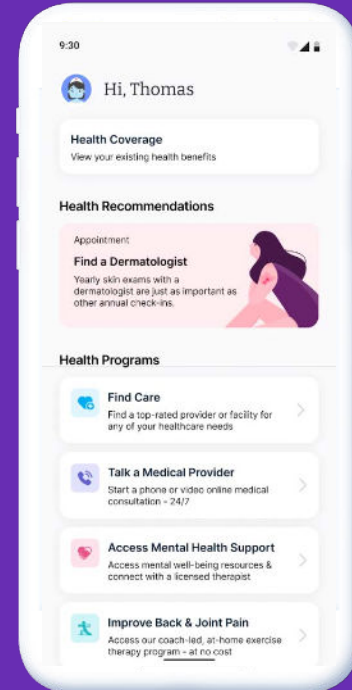 9:30
Hi, Thomas
Health Coverage
View your existing health benefits
Health Recommendations
Appointment
Find a Dermatologist
Yearly skin exams with a
dermatologist are just as important as
other annual check-ins.
Health Programs
Find Care
Find a top-rated provider or facility for
any of your healthcare needs
Talk a Medical Provider
Start a phone or video online medical
consultation – 24/7
Access Mental Health Support
Access mental well-being resources &
connect with a licensed therapist
Improve Back & Joint Pain
Access our coach-led, at-home exercise
therapy program – at no cost